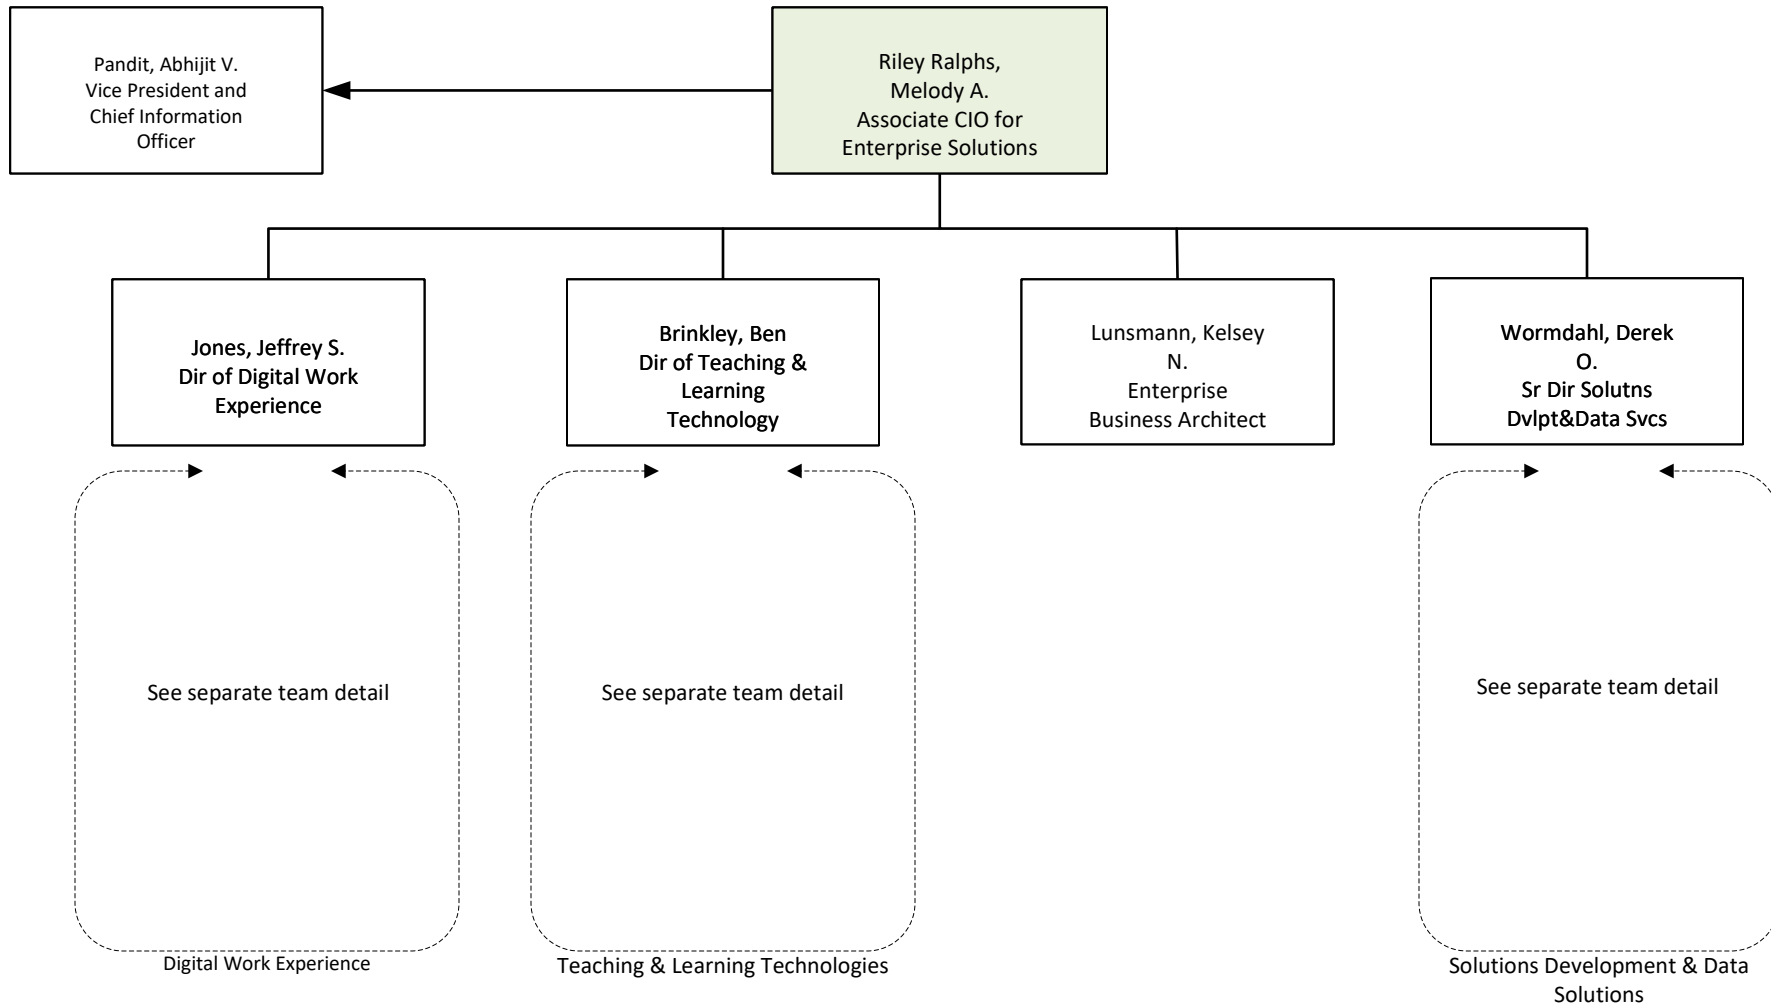 Pandit, Abhijit V.
Vice President and
Chief Information
Officer
Riley Ralphs,
Melody A.
Associate CIO for
Enterprise Solutions
Jones, Jeffrey S.
Dir of Digital Work
Experience
Brinkley, Ben
Dir of Teaching &
Learning
Technology
Lunsmann, Kelsey
N.
Enterprise
Business Architect
Wormdahl, Derek
O.
Sr Dir Solutns
Dvlpt&Data Svcs
See separate team detail
See separate team detail
See separate team detail
Digital Work Experience
Teaching & Learning Technologies
Solutions Development & Data
Solutions